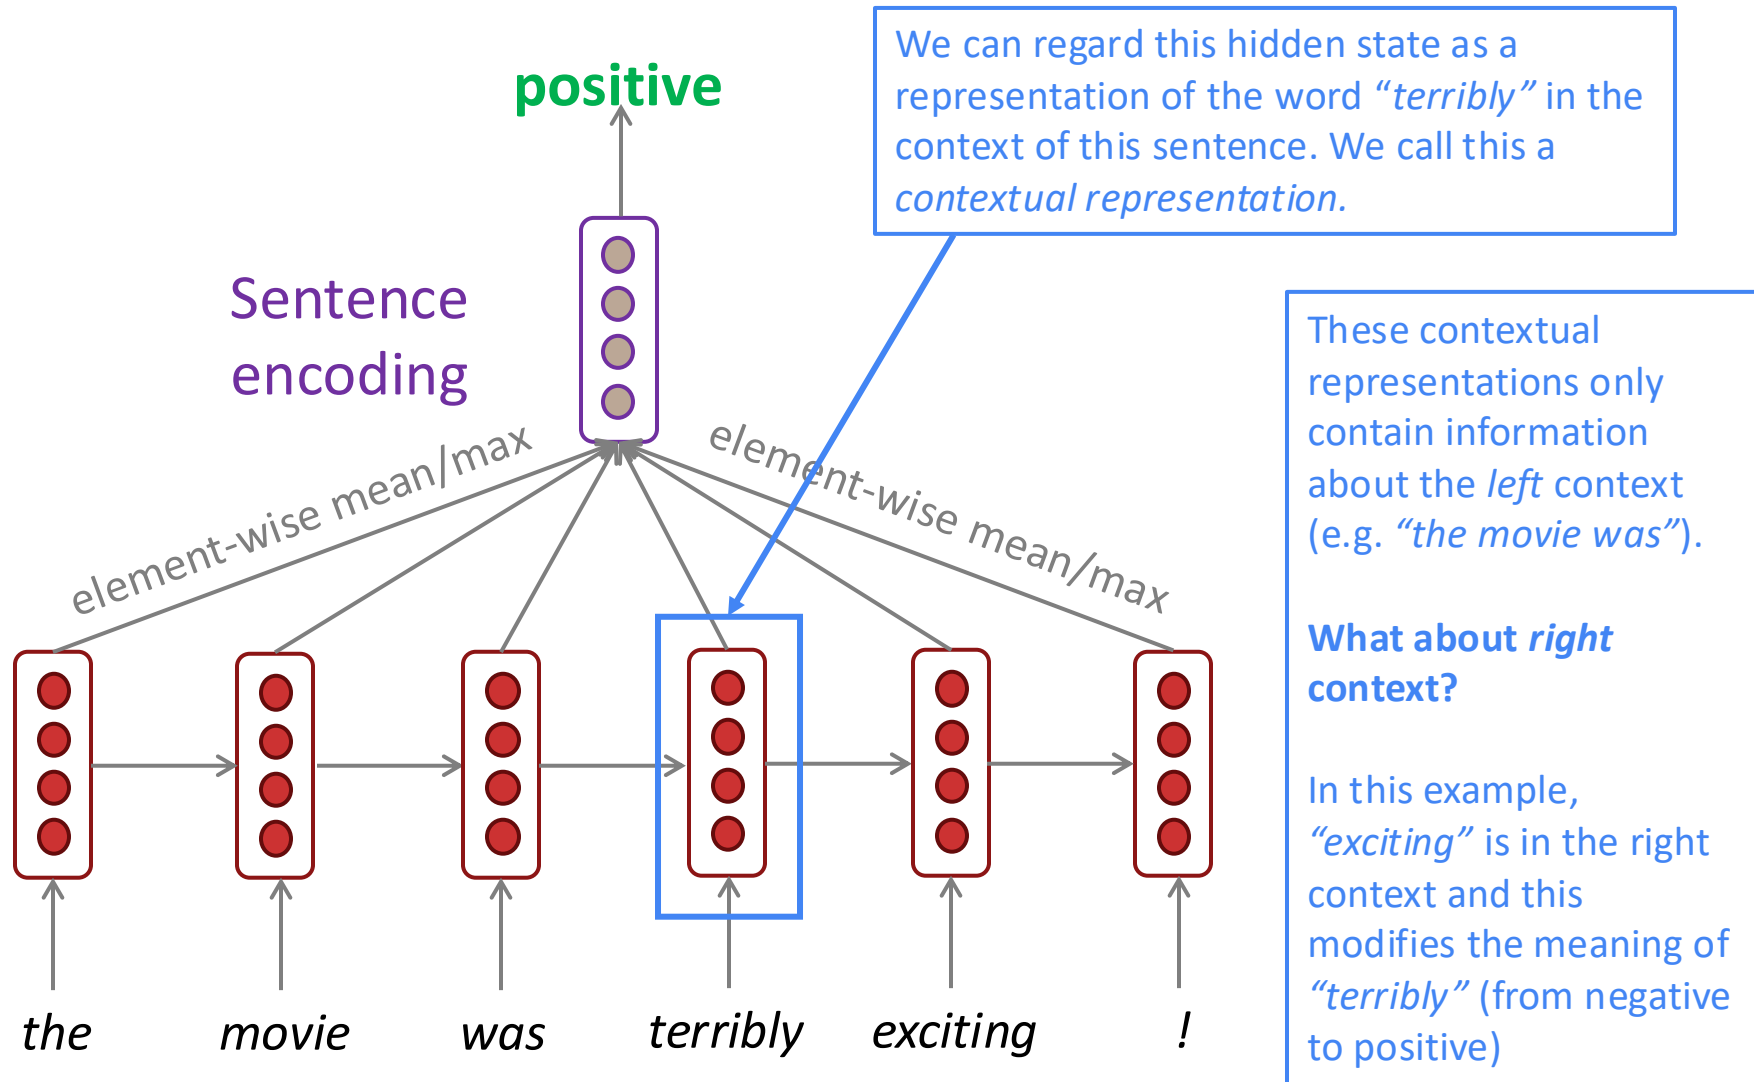 positive
We can regard this hidden state as a
representation of the word “terribly” in the
context of this sentence. We call this a
contextual representation.
Sentence
encoding
element-wise mean/max
element-wise mean/max
These contextual
representations only
contain information
about the left context
(e.g. “the movie was”).
What about right
context?
In this example,
“exciting” is in the right
context and this
modifies the meaning of
“terribly” (from negative
to positive)
the
movie
was
terribly
exciting
!